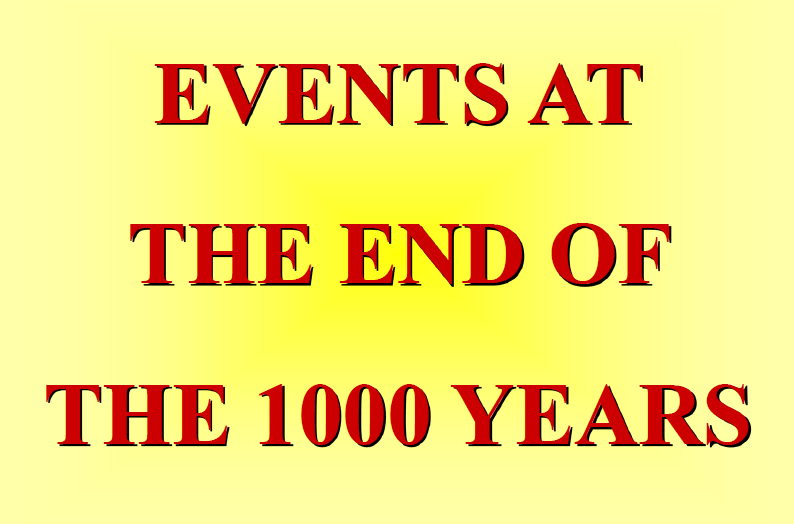 EVENTS AT
THE END OF
THE 1000 YEARS